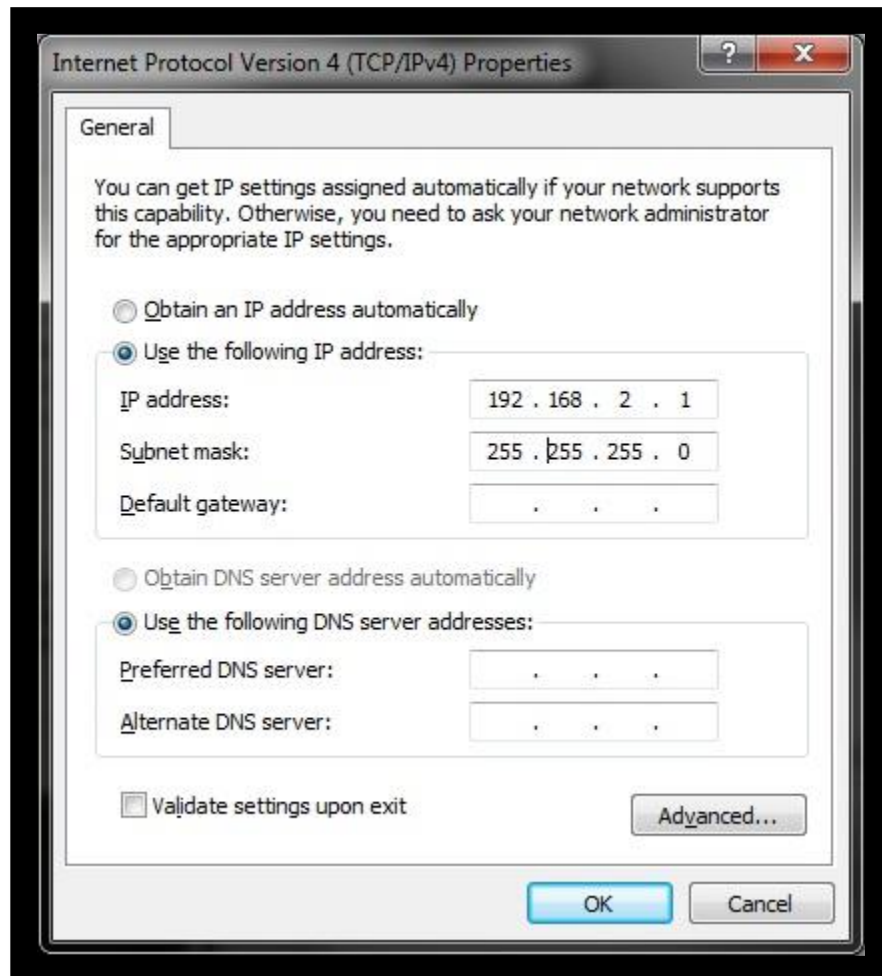 Internet Protocol Version 4 (TCP/IPv4) Properties
?
General
You can get IP settings assigned automatically if your network supports
this capability. Otherwise, you need to ask your network administrator
for the appropriate IP settings.
Obtain an IP address automatically
Use the following IP address:
IP address: 192 . 168 . 2 . 1
Subnet mask: 255 . 255 . 255 . 0
Default gateway: . . .
Obtain DNS server address automatically
Use the following DNS server addresses:
Preferred DNS server: . . .
Alternate DNS server: . . .
Validate settings upon exit
Advanced...
OK Cancel